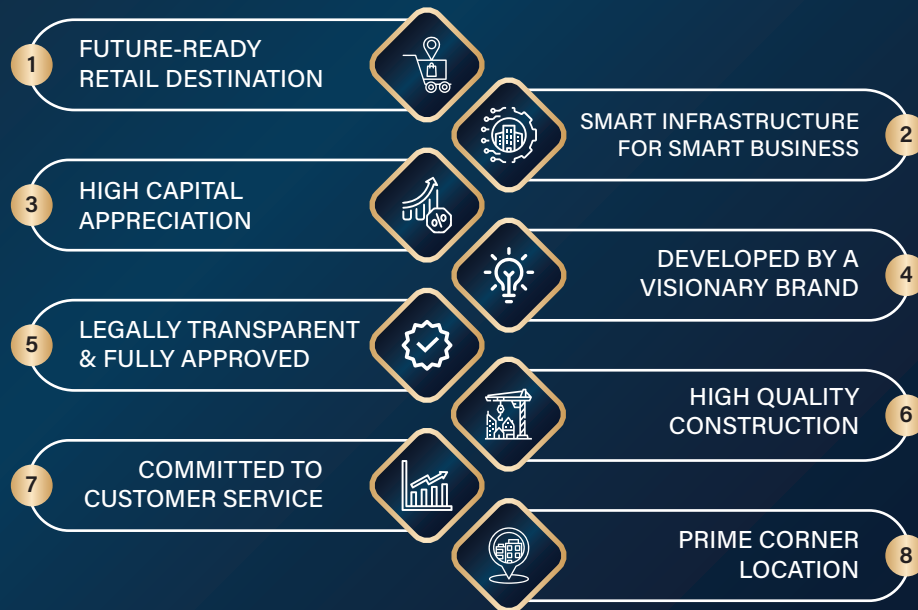 1
FUTURE-READY
RETAIL DESTINATION
2
SMART INFRASTRUCTURE
FOR SMART BUSINESS
3
HIGH CAPITAL
APPRECIATION
%
4
DEVELOPED BY A
VISIONARY BRAND
5
LEGALLY TRANSPARENT
& FULLY APPROVED
6
HIGH QUALITY
CONSTRUCTION
7
COMMITTED TO
CUSTOMER SERVICE
8
PRIME CORNER
LOCATION